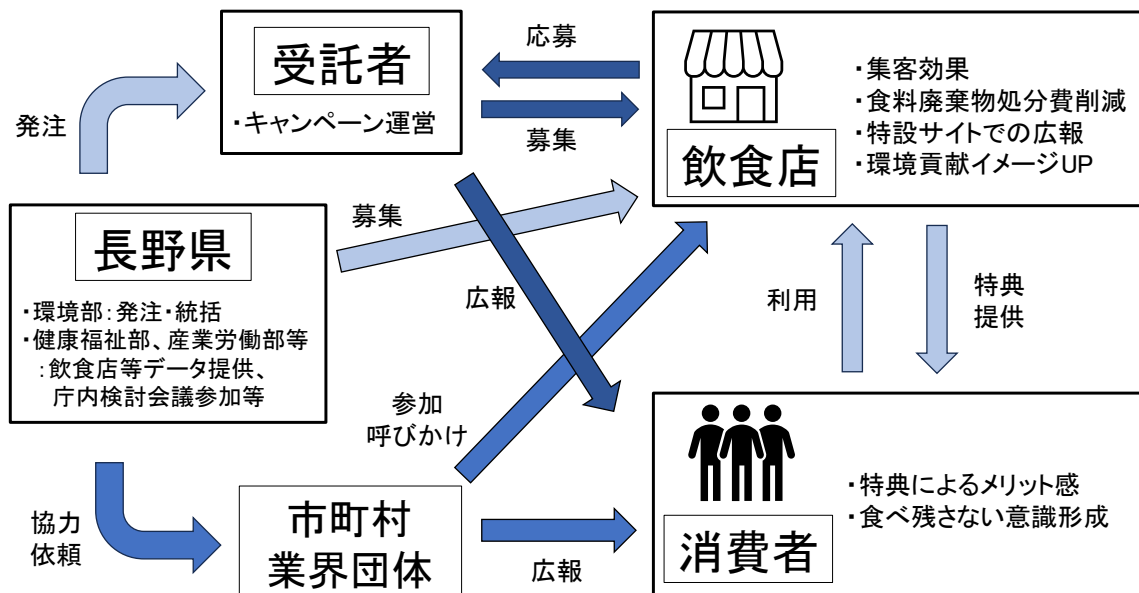 発注
受託者
・キャンペーン運営
応募
募集
飲食店
・集客効果
・食料廃棄物処分費削減
・特設サイトでの広報
・環境貢献イメージUP
長野県
・環境部：発注・統括
・健康福祉部、産業労働部等
：飲食店等データ提供、
庁内検討会議参加等
募集
広報
利用
特典
提供
参加
呼びかけ
協力
依頼
市町村
業界団体
広報
消費者
・特典によるメリット感
・食べ残さない意識形成